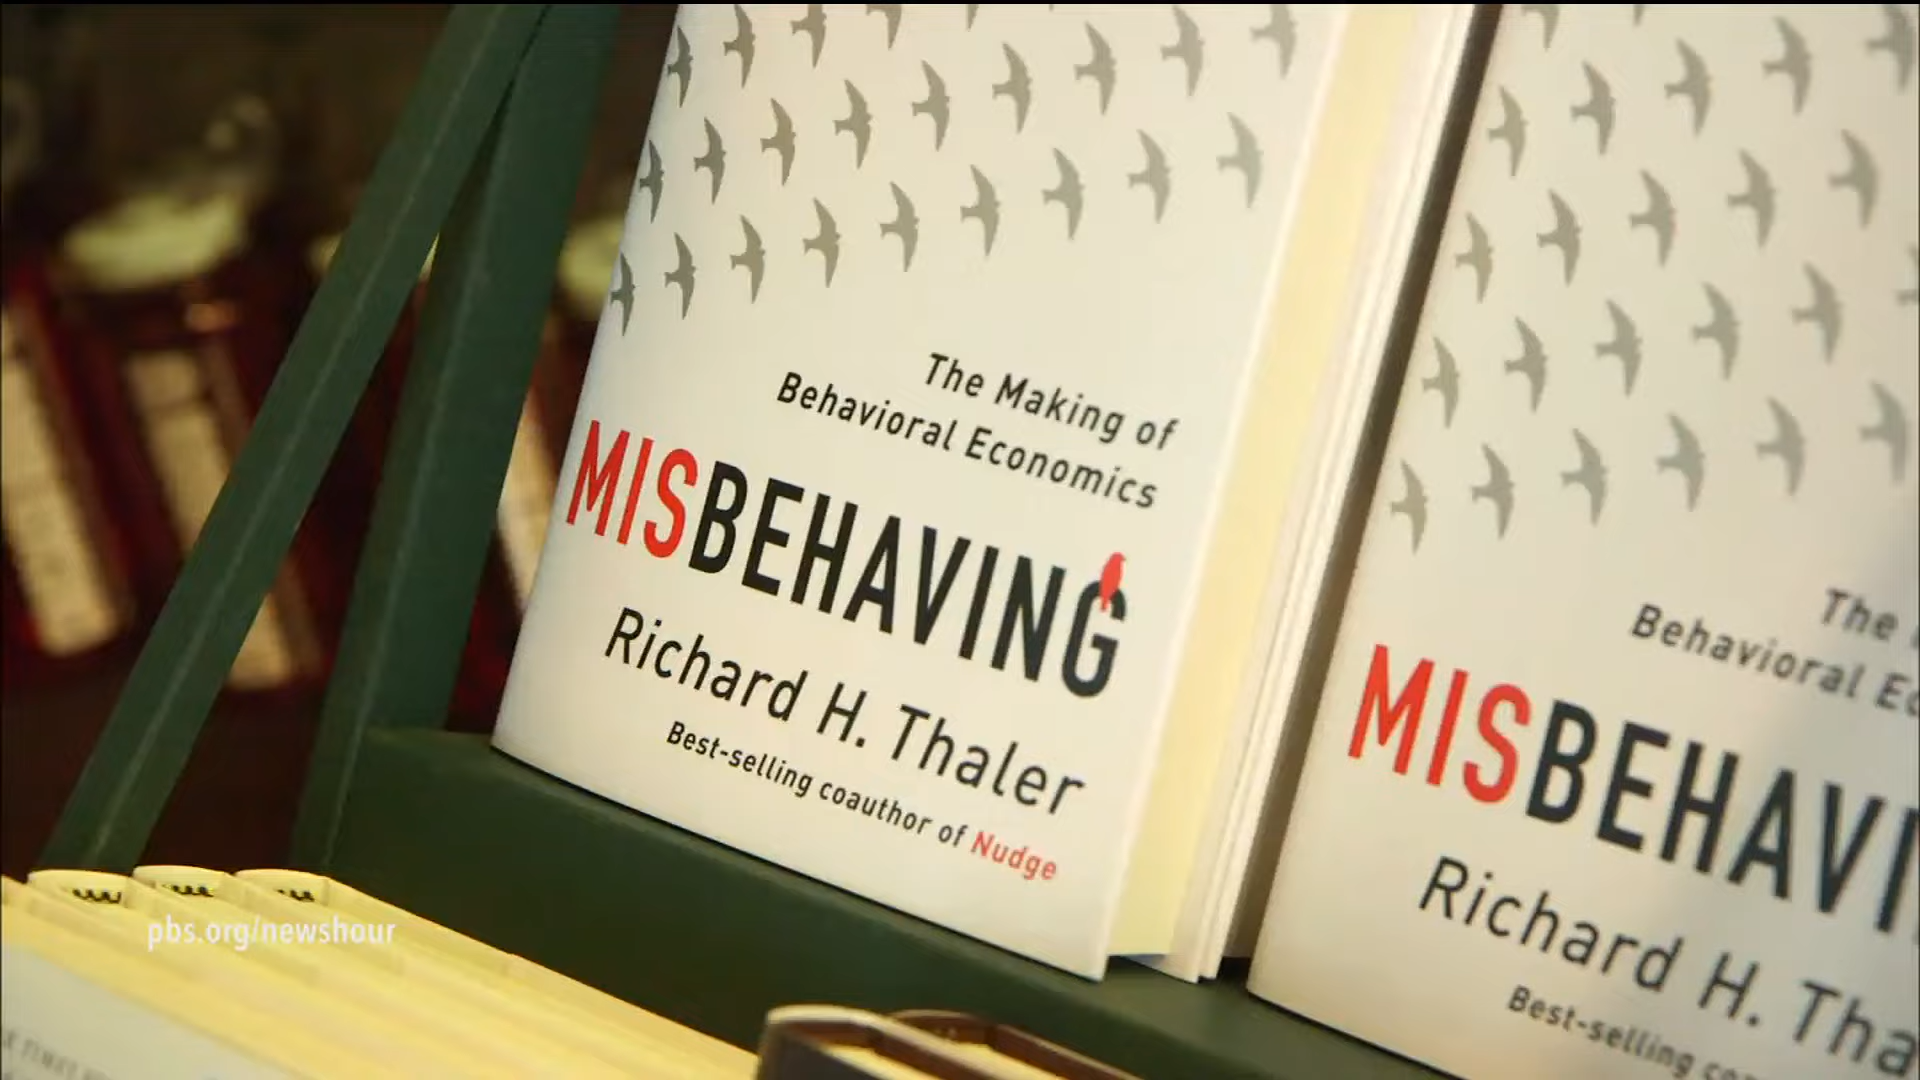 The Making of
Behavioral Economics
MISBEHAVING
Richard H. Thaler
Best-selling coauthor of Nudge
The
Behavioral
MISBEHAVI
Richard H. Tha
Best-selling
pbs.org/newshour